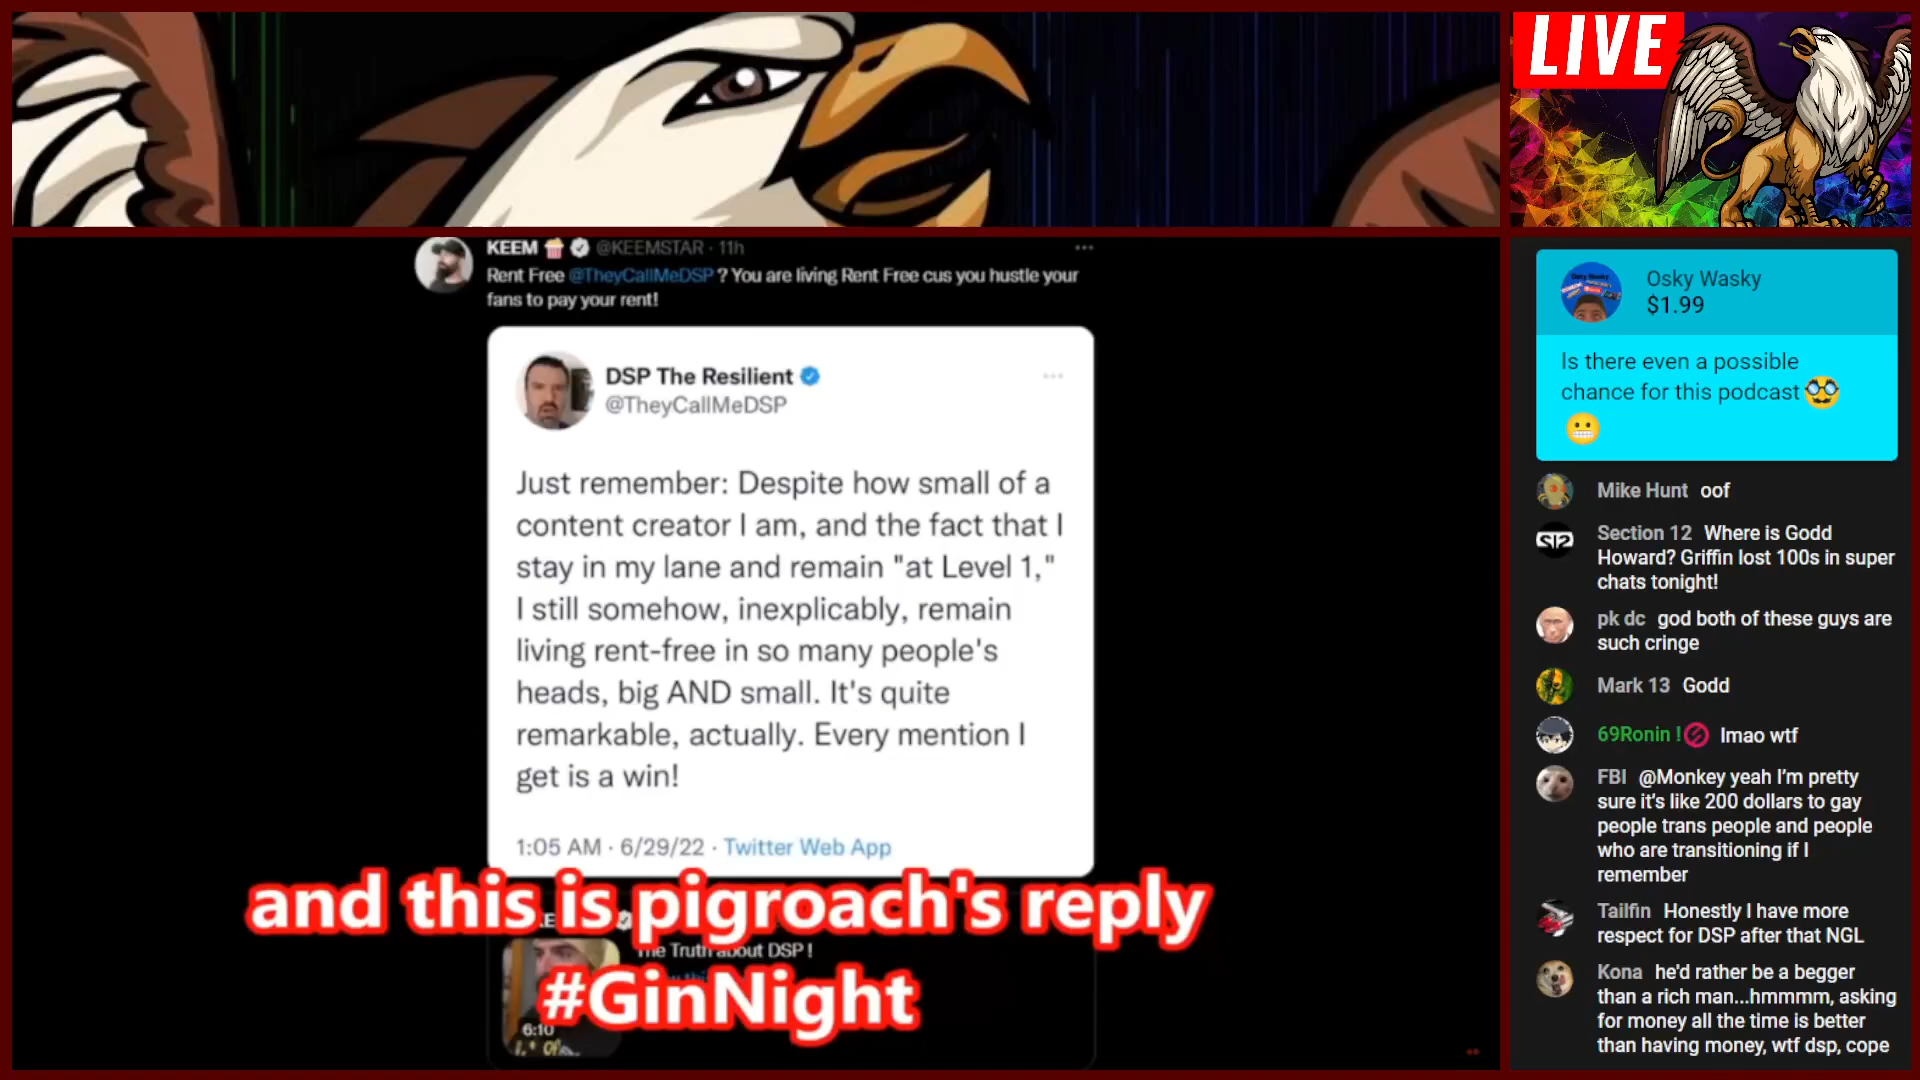 LIVE
KEEM @KEEMSTAR · 11h
Rent Free @TheyCallMeDSP ? You are living Rent Free cus you hustle your
fans to pay your rent!
DSP The Resilient
@TheyCallMeDSP
Just remember: Despite how small of a
content creator I am, and the fact that I
stay in my lane and remain "at Level 1,"
I still somehow, inexplicably, remain
living rent-free in so many people's
heads, big AND small. It's quite
remarkable, actually. Every mention I
get is a win!
1:05 AM · 6/29/22 · Twitter Web App
and this is pigroach's reply
The Truth about DSP !
#GinNight
6:10
Osky Wasky
$1.99
Is there even a possible
chance for this podcast
Mike Hunt oof
Section 12 Where is Godd
Howard? Griffin lost 100s in super
chats tonight!
pk dc god both of these guys are
such cringe
Mark 13 Godd
69Ronin ! lmao wtf
FBI @Monkey yeah I'm pretty
sure it's like 200 dollars to gay
people trans people and people
who are transitioning if I
remember
Tailfin Honestly I have more
respect for DSP after that NGL
Kona he'd rather be a begger
than a rich man...hmmmm, asking
for money all the time is better
than having money, wtf dsp, cope